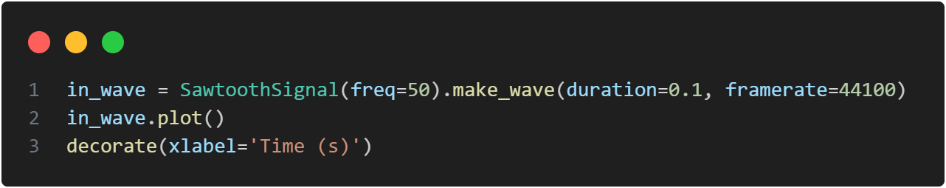 1 in_wave = SawtoothSignal(freq=50).make_wave(duration=0.1, framerate=44100)
2 in_wave.plot()
3 decorate(xlabel='Time (s)')